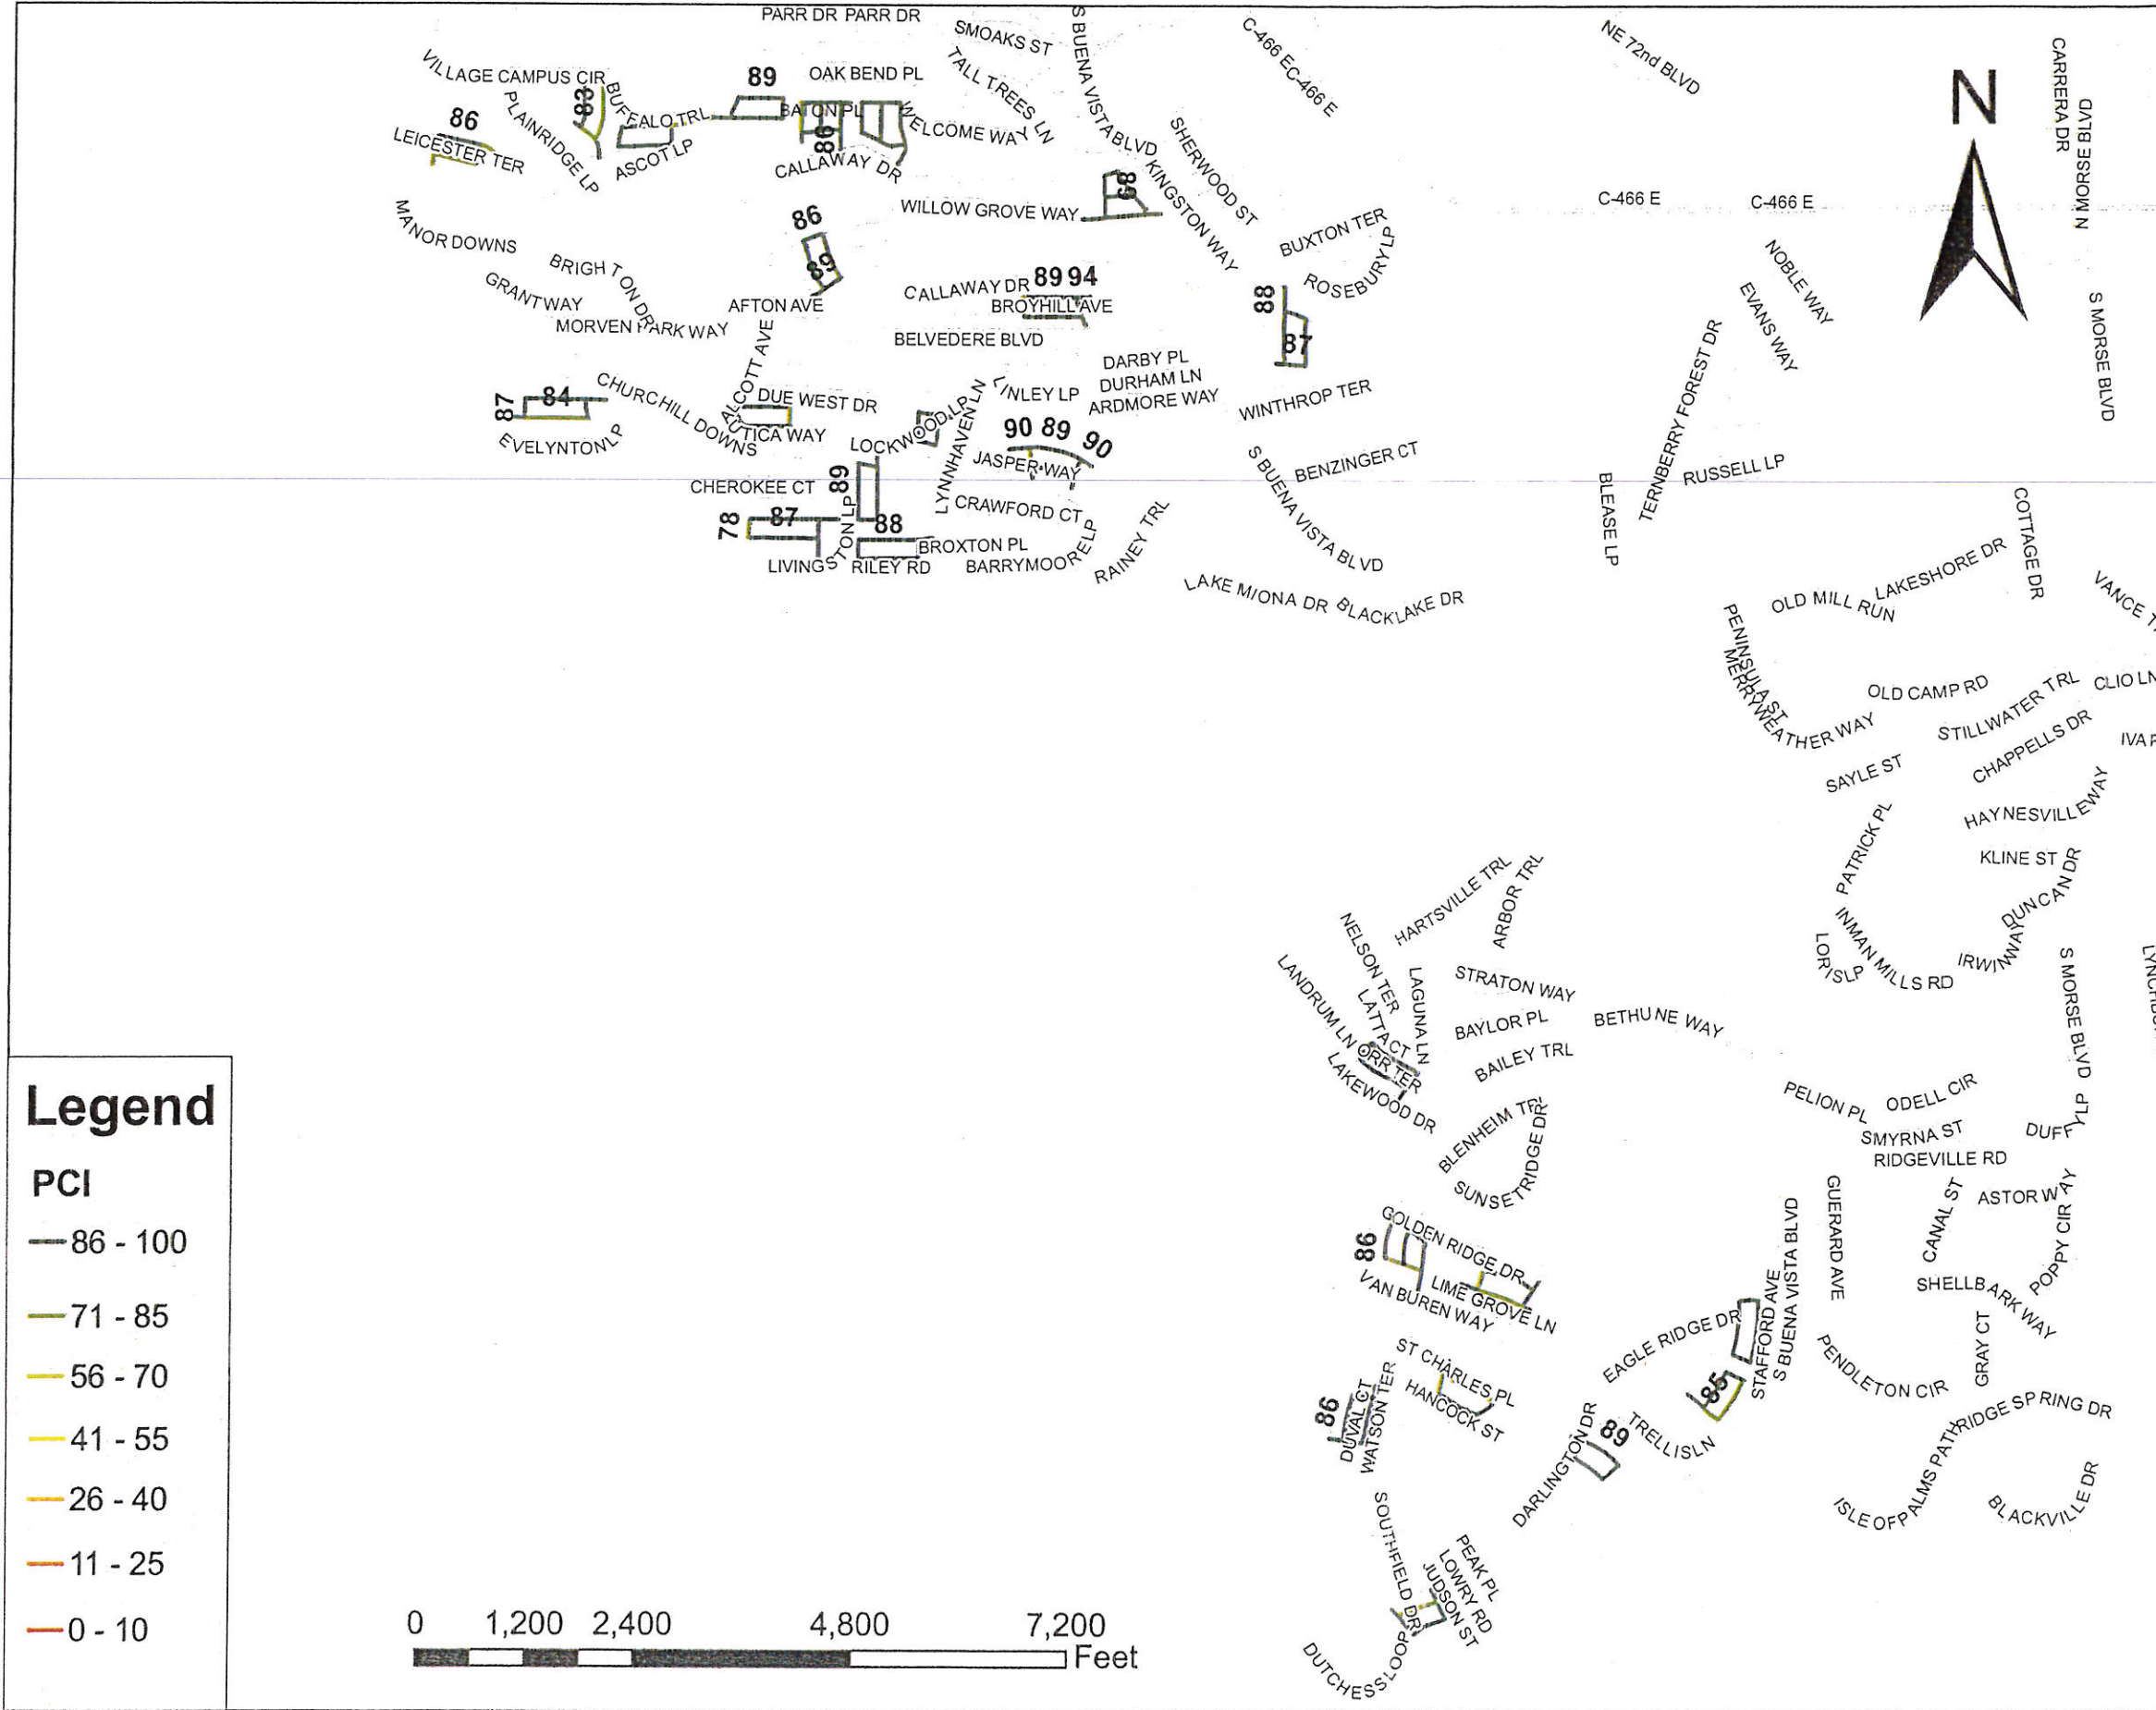 PARR DR PARR DR
SMOAKS ST
S BUENA VISTA BLVD
C-466 E
C-466 E
NE 72nd BLVD
CARRERA DR
N MORSE BLVD
N
VILLAGE CAMPUS CIR
89
OAK BEND PL
TALL TREES LN
83
BUFFALO TRL
BATON PL
WELCOME WAY
86
PLAINRIDGE LP
LEICESTER TER
ASCOT LP
86
CALLAWAY DR
SHERWOOD ST
KINGSTON WAY
89
WILLOW GROVE WAY
C-466 E
C-466 E
MANOR DOWNS
86
89
BUXTON TER
ROSEBURY LP
NOBLE WAY
EVANS WAY
S MORSE BLVD
BRIGHTON DR
GRANT WAY
MORVEN PARK WAY
AFTON AVE
CALLAWAY DR
89 94
BROYHILL AVE
BELVEDERE BLVD
88
87
DARBY PL
DURHAM LN
ARDMORE WAY
WINTHROP TER
TERNBERRY FOREST DR
ALCOTT AVE
87
84
CHURCHILL DOWNS
DUE WEST DR
UTICA WAY
EVELYNTON LP
LOCKWOOD LP
LYNNHAVEN LN
LINLEY LP
90 89 90
JASPER WAY
S BUENA VISTA BLVD
BENZINGER CT
BLEASE LP
RUSSELL LP
CHEROKEE CT
89
CRAWFORD CT
78
87
88
LIVINGSTON LP
RILEY RD
BROXTON PL
BARRYMOORE LP
RAINEY TRL
COTTAGE DR
LAKE MIONA DR
BLACKLAKE DR
OLD MILL RUN
LAKESHORE DR
VANCE T
PENINSULA ST
MERRYWEATHER WAY
OLD CAMP RD
STILLWATER TRL
CLIO LN
CHAPPELLS DR
IVA P
SAYLE ST
HAYNESVILLE WAY
PATRICK PL
KLINE ST
DUNCAN DR
HARTSVILLE TRL
ARBOR TRL
NELSON TER
INMAN MILLS RD
LORIS LP
IRWIN WAY
S MORSE BLVD
LANDRUM LN
LATTA CT
LAGUNA LN
STRATON WAY
BAYLOR PL
BETHUNE WAY
BAILEY TRL
ORR TER
LAKEWOOD DR
PELION PL
ODELL CIR
SMYRNA ST
DUFFY LP
RIDGEVILLE RD
BLENHEIM TRL
SUNSET RIDGE DR
GUERARD AVE
CANAL ST
ASTOR WAY
POPPY CIR
GOLDEN RIDGE DR
86
LIME GROVE LN
VAN BUREN WAY
SHELLBARK WAY
S BUENA VISTA BLVD
STAFFORD AVE
EAGLE RIDGE DR
GRAY CT
PENDLETON CIR
ST CHARLES PL
HANCOCK ST
85
86
DUVAL CT
WATSON TER
DARLINGTON DR
89
TRELLIS LN
RIDGE SPRING DR
ISLE OF PALMS PATH
BLACKVILLE DR
SOUTHFIELD DR
PEAK PL
LOWRY RD
JUDSON ST
DUTCHESS LOOP
Legend
PCI
86 - 100
71 - 85
56 - 70
41 - 55
26 - 40
11 - 25
0 - 10
0 1,200 2,400 4,800 7,200
Feet